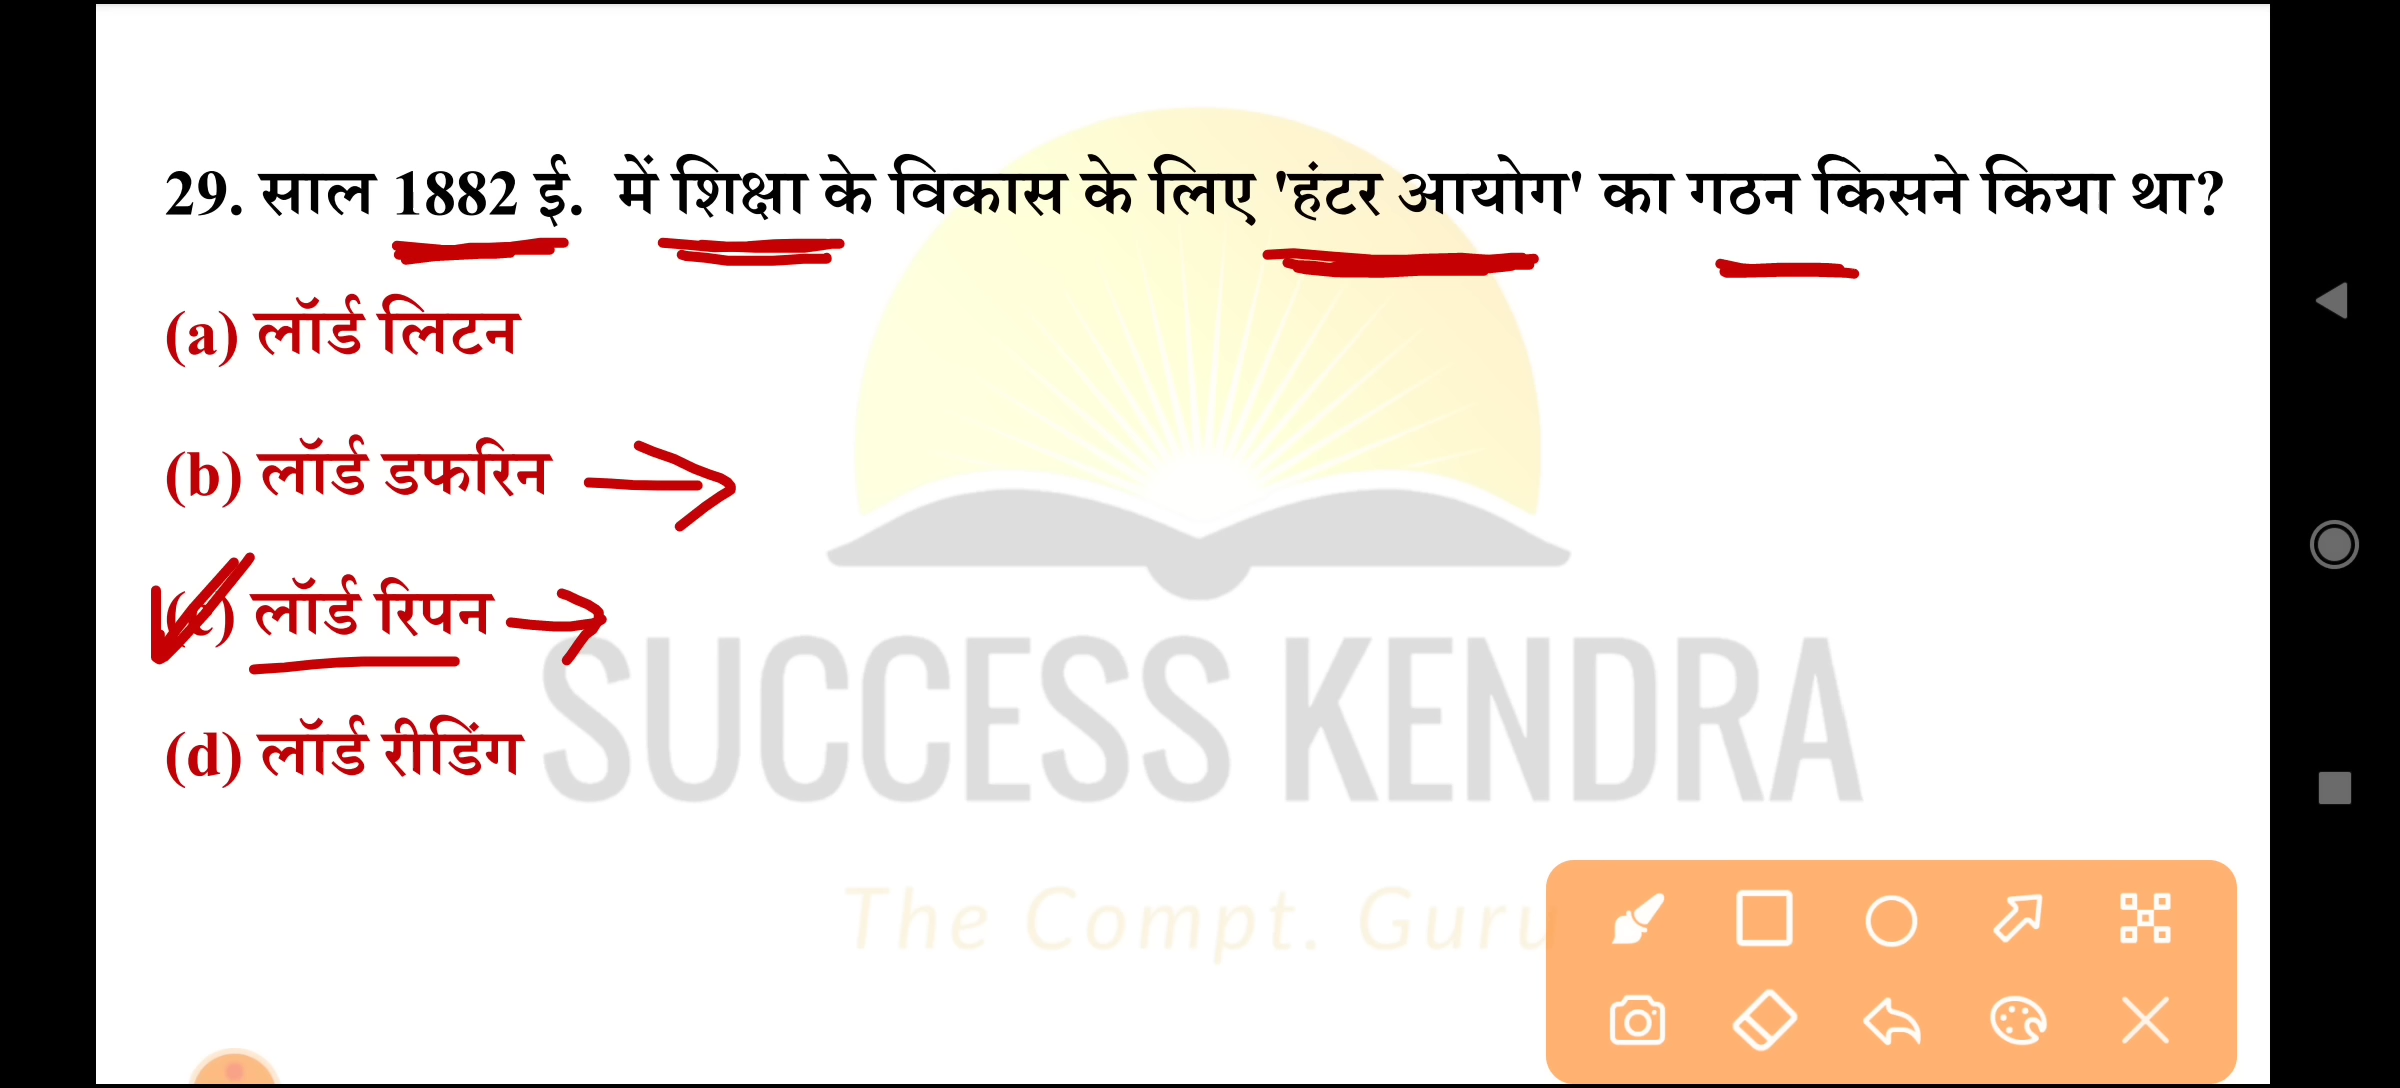 29. साल 1882 ई. में शिक्षा के विकास के लिए 'हंटर आयोग' का गठन किसने किया था?
(a) लॉर्ड लिटन
(b) लॉर्ड डफरिन
(c) लॉर्ड रिपन
(d) लॉर्ड रीडिंग
SUCCESS KENDRA
The Compt. Guru